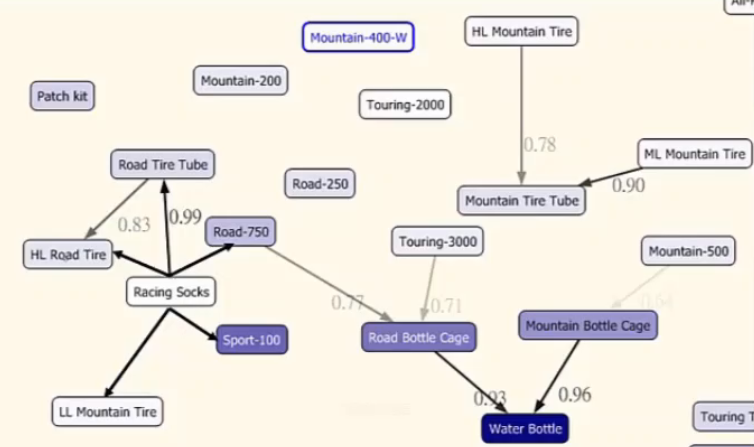 Mountain-400-W
HL Mountain Tire
Mountain-200
Patch kit
Touring-2000
0.78
Road Tire Tube
ML Mountain Tire
Road-250
0.90
Mountain Tire Tube
0.83
0.99
Road-750
Touring-3000
HL Road Tire
Mountain-500
Racing Socks
0.77
0.71
Sport-100
Road Bottle Cage
Mountain Bottle Cage
LL Mountain Tire
0.93
0.96
Touring T
Water Bottle